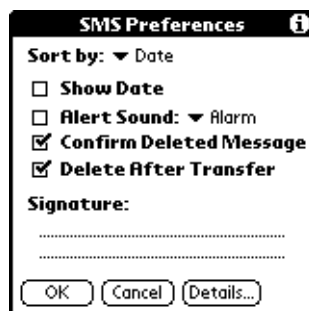 SMS Preferences
Sort by: Date
Show Date
Alert Sound: Alarm
Confirm Deleted Message
Delete After Transfer
Signature:
OK Cancel Details...